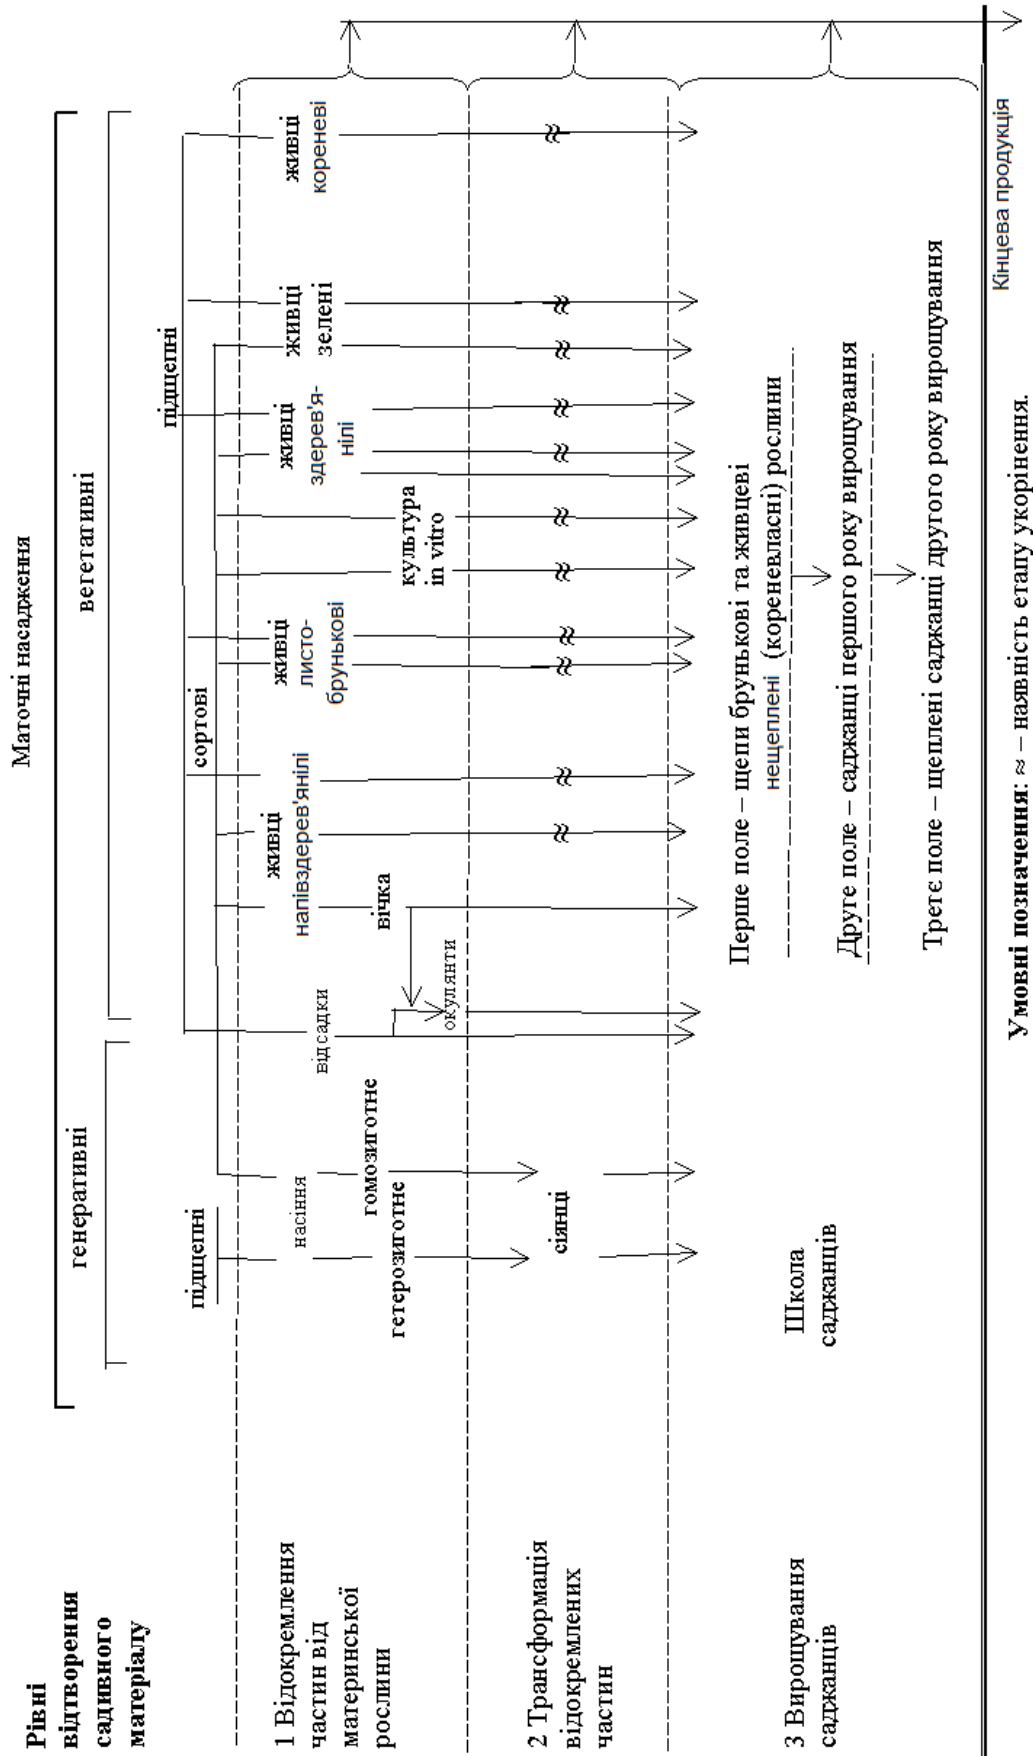 Маточні насадження
Рівні
відтворення
садивного
матеріалу
генеративні
вегетативні
підщепні
сортові
підщепні
1 Відокремлення
частин від
материнської
рослини
насіння
гетерозиготне
гомозиготне
відсадки
окулянти
вічка
живці
напівздерев'янілі
живці
листо-
брунькові
культура
in vitro
живці
здерев'я-
нілі
живці
зелені
живці
кореневі
2 Трансформація
відокремлених
частин
сіянці
3 Вирощування
саджанців
Школа
саджанців
Перше поле – щепи брунькові та живцеві
нещеплені (кореневласні) рослини
Друге поле – саджанці першого року вирощування
Третє поле – щеплені саджанці другого року вирощування
Кінцева продукція
Умовні позначення: ≈ – наявність етапу укорінення.